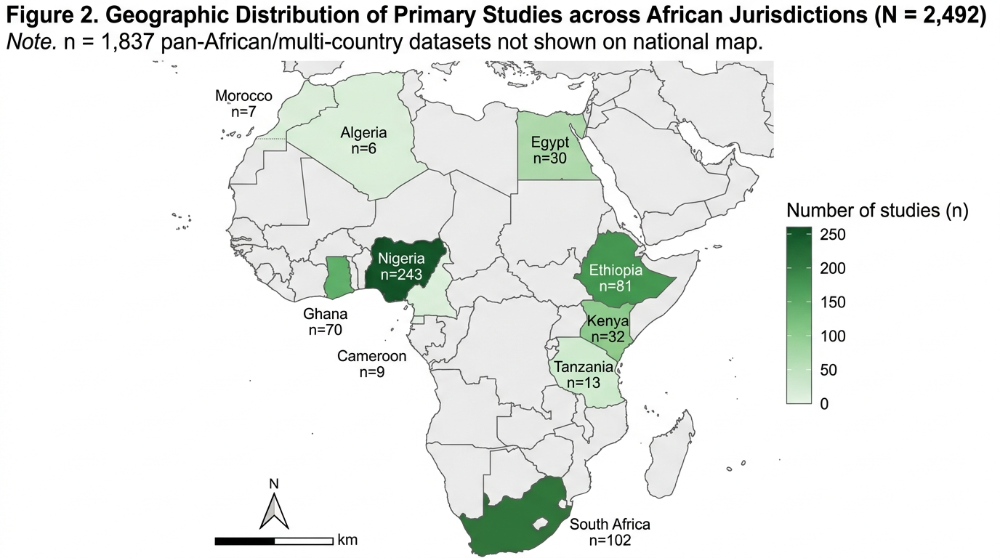 Figure 2. Geographic Distribution of Primary Studies across African Jurisdictions (N = 2,492)
Note. n = 1,837 pan-African/multi-country datasets not shown on national map.
Morocco
n=7
Algeria
n=6
Egypt
n=30
Number of studies (n)
250
200
150
100
50
0
Nigeria
n=243
Ethiopia
n=81
Ghana
n=70
Kenya
n=32
Cameroon
n=9
Tanzania
n=13
N
km
South Africa
n=102